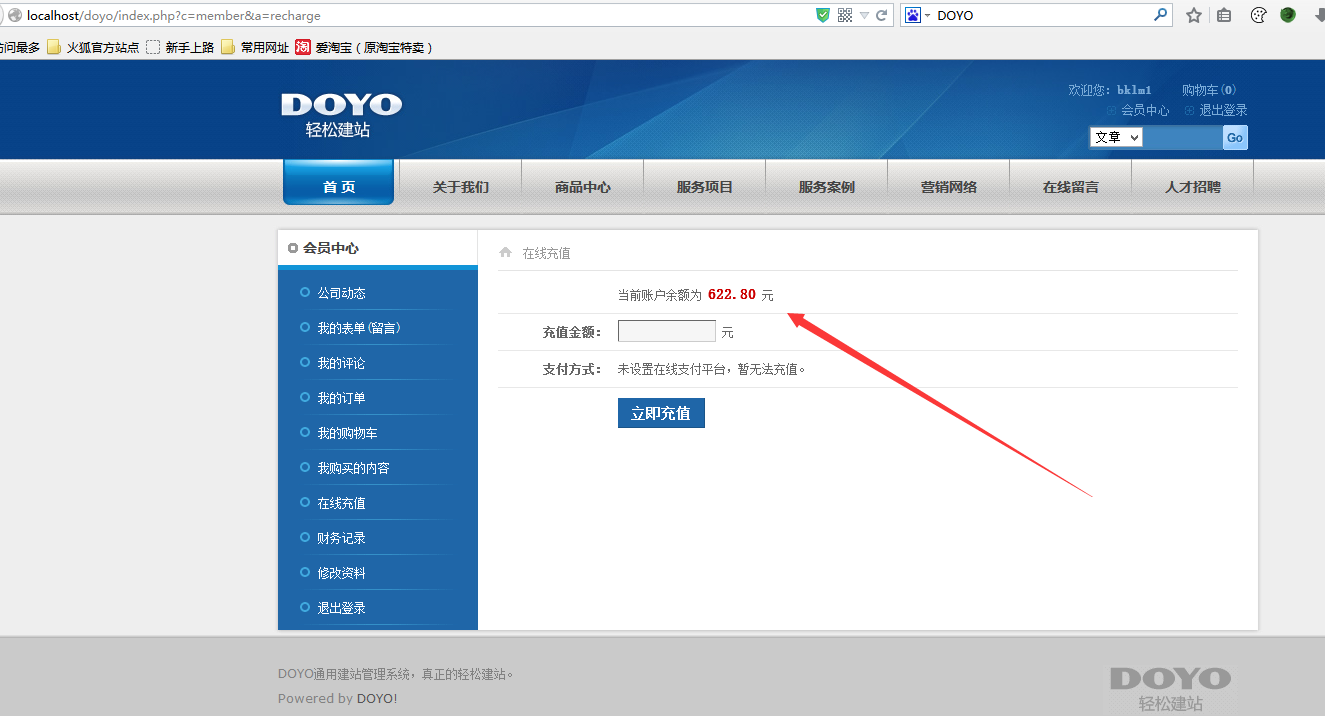 localhost/doyo/index.php?c=member&a=recharge
DOYO
访问最多 火狐官方站点 新手上路 常用网址 淘 爱淘宝（原淘宝特卖）
DOYO
轻松建站
欢迎您：bklm1 购物车(0)
会员中心 退出登录
文章 Go
首 页 关于我们 商品中心 服务项目 服务案例 营销网络 在线留言 人才招聘
会员中心
公司动态
我的表单(留言)
我的评论
我的订单
我的购物车
我购买的内容
在线充值
财务记录
修改资料
退出登录
在线充值
当前账户余额为 622.80 元
充值金额： 元
支付方式： 未设置在线支付平台，暂无法充值。
立即充值
DOYO通用建站管理系统，真正的轻松建站。
Powered by DOYO!
DOYO
轻松建站